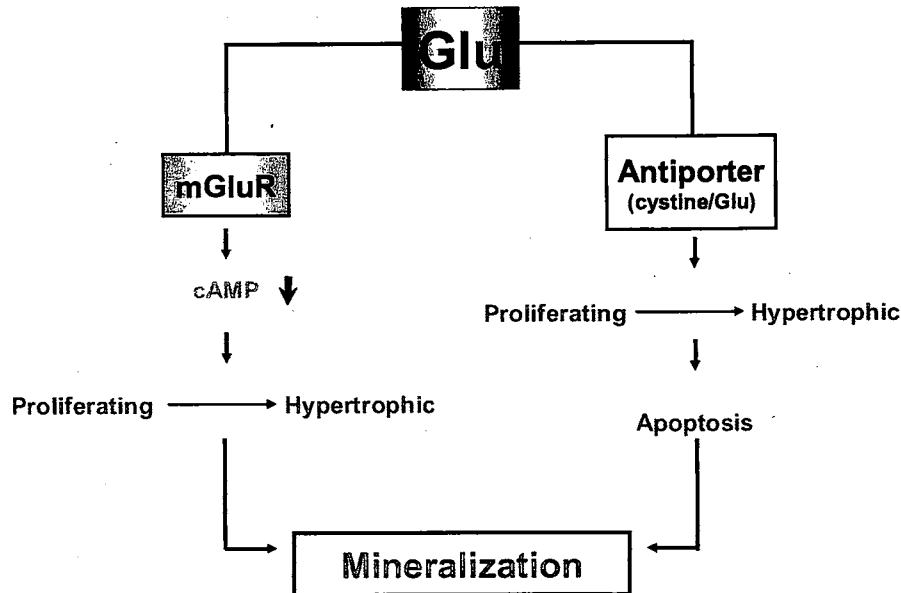 Glu
mGluR
Antiporter
(cystine/Glu)
cAMP
Proliferating
Hypertrophic
Proliferating
Hypertrophic
Apoptosis
Mineralization